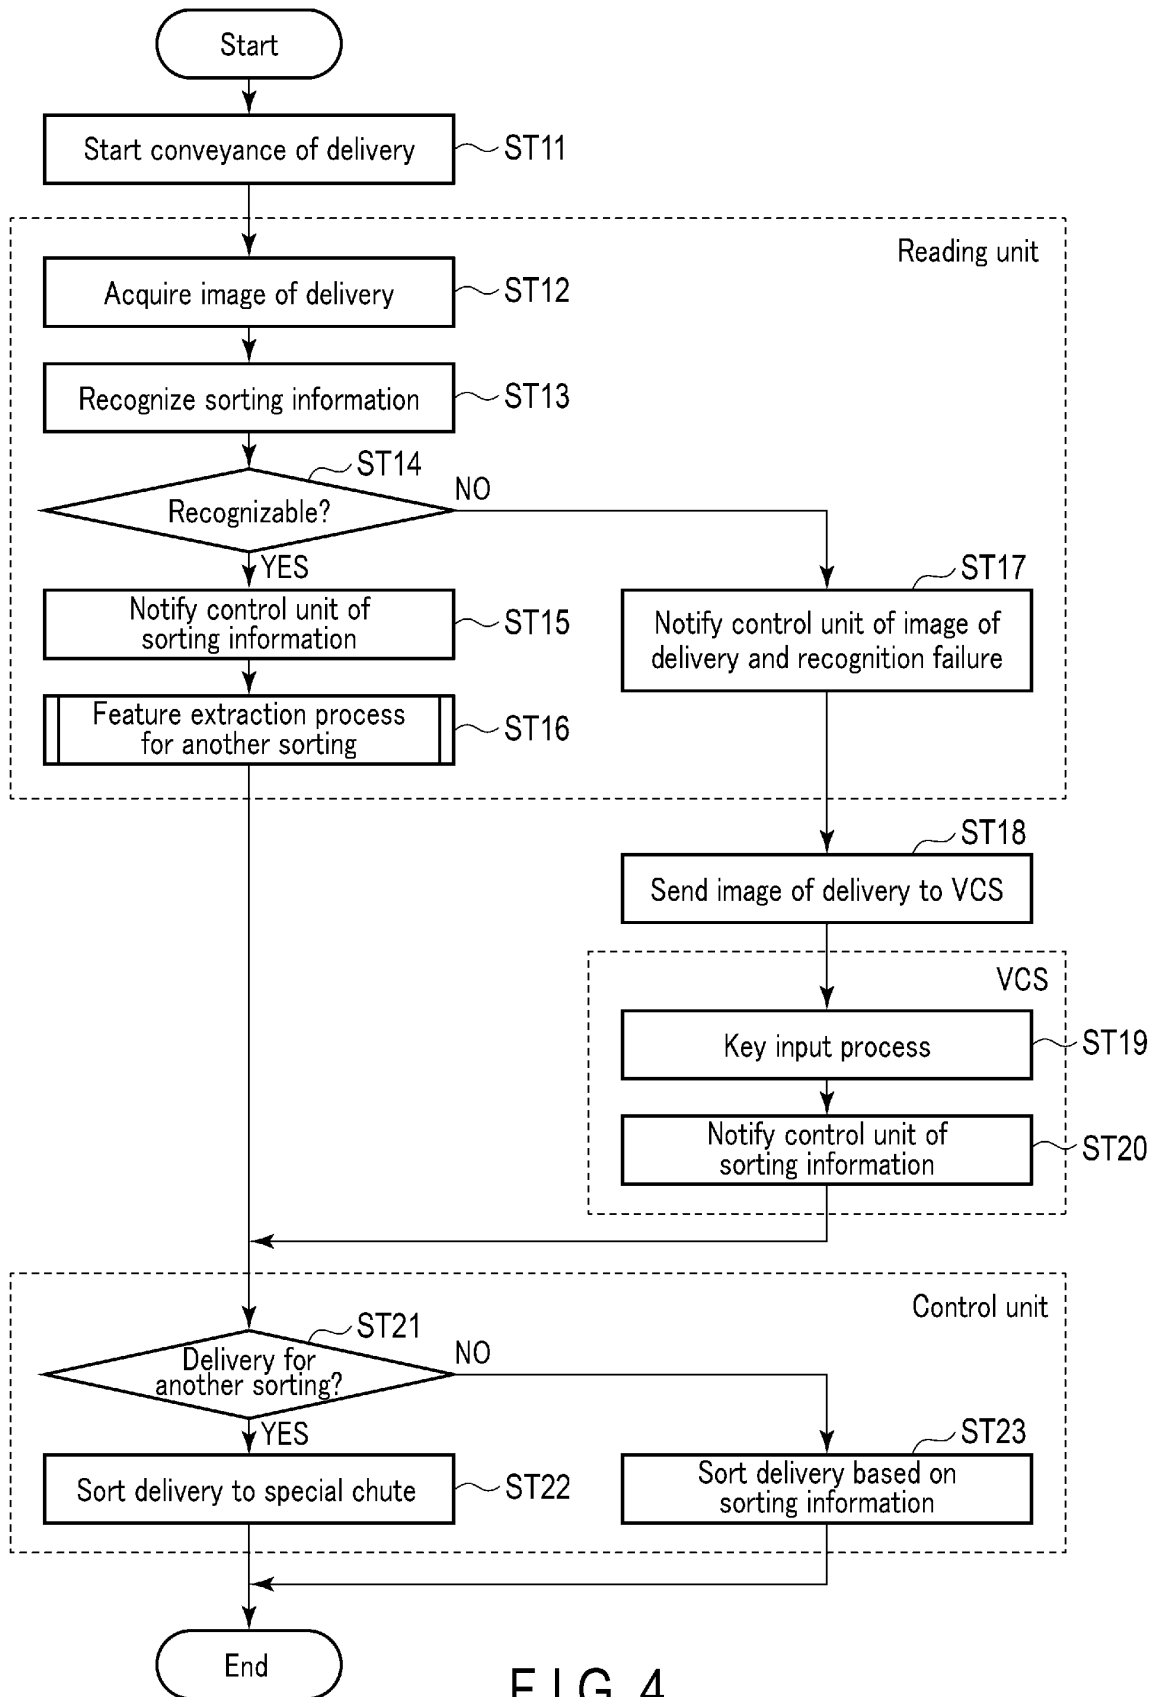 Start
Start conveyance of delivery
ST11
Reading unit
Acquire image of delivery
ST12
Recognize sorting information
ST13
ST14
Recognizable?
NO
YES
Notify control unit of
sorting information
ST15
ST17
Notify control unit of image of
delivery and recognition failure
Feature extraction process
for another sorting
ST16
ST18
Send image of delivery to VCS
VCS
Key input process
ST19
Notify control unit of
sorting information
ST20
Control unit
ST21
Delivery for
another sorting?
NO
YES
Sort delivery to special chute
ST22
ST23
Sort delivery based on
sorting information
End
FIG. 4